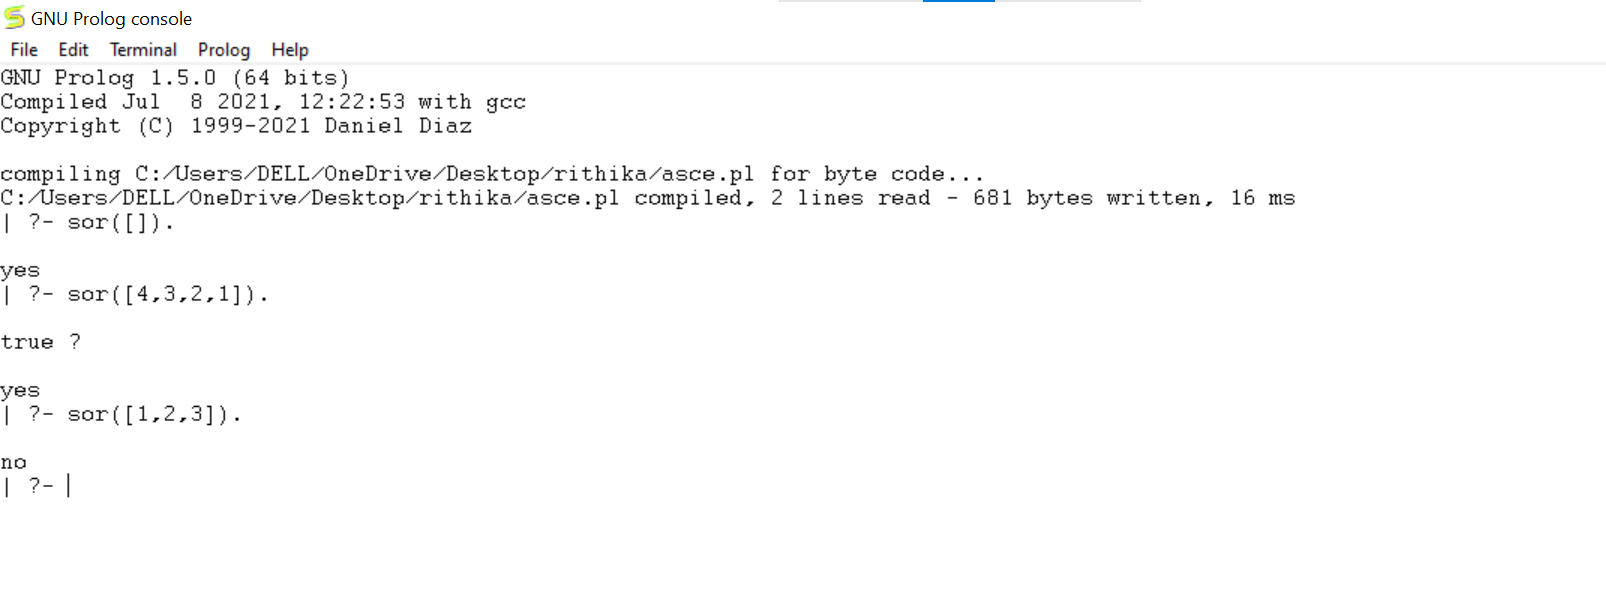 GNU Prolog console
File Edit Terminal Prolog Help
GNU Prolog 1.5.0 (64 bits)
Compiled Jul  8 2021, 12:22:53 with gcc
Copyright (C) 1999-2021 Daniel Diaz
compiling C:/Users/DELL/OneDrive/Desktop/rithika/asce.pl for byte code...
C:/Users/DELL/OneDrive/Desktop/rithika/asce.pl compiled, 2 lines read - 681 bytes written, 16 ms
| ?- sor([]).
yes
| ?- sor([4,3,2,1]).
true ?
yes
| ?- sor([1,2,3]).
no
| ?-